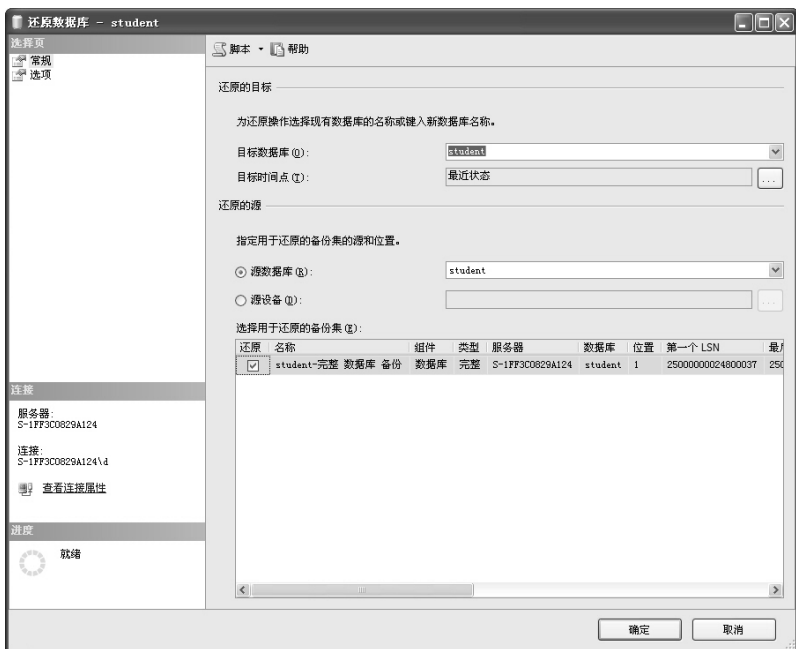 还原数据库 - student
选择页
常规
选项
脚本 帮助
还原的目标
为还原操作选择现有数据库的名称或键入新数据库名称。
目标数据库(O): student
目标时间点(T): 最近状态 ...
还原的源
指定用于还原的备份集的源和位置。
源数据库(R): student
源设备(D): ...
选择用于还原的备份集(E):
还原 名称 组件 类型 服务器 数据库 位置 第一个 LSN
student-完整 数据库 备份 数据库 完整 S-1FF3C0829A124 student 1 25000000024800037 250
连接
服务器:
S-1FF3C0829A124
连接:
S-1FF3C0829A124\d
查看连接属性
进度
就绪
确定 取消